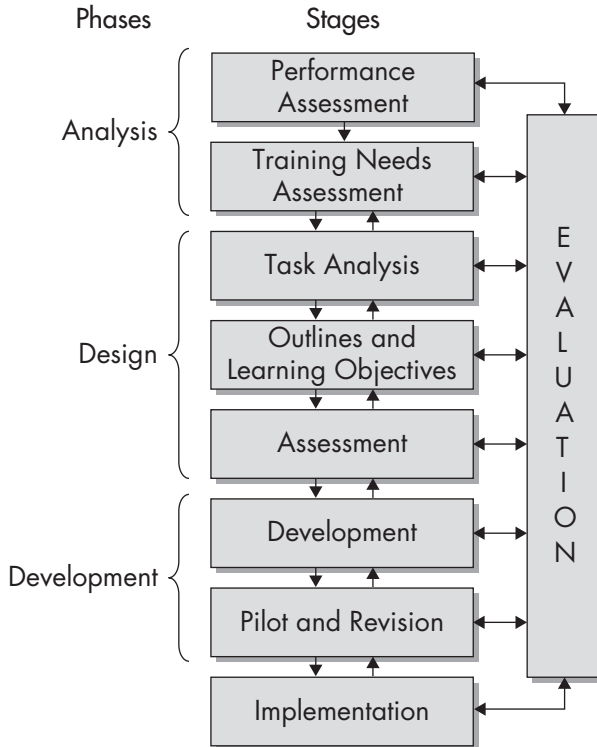 Phases Stages
Performance
Assessment
Analysis
Training Needs
Assessment
Task Analysis
Outlines and
Learning Objectives
Design
Assessment
Development
Development
Pilot and Revision
Implementation
E
V
A
L
U
A
T
I
O
N